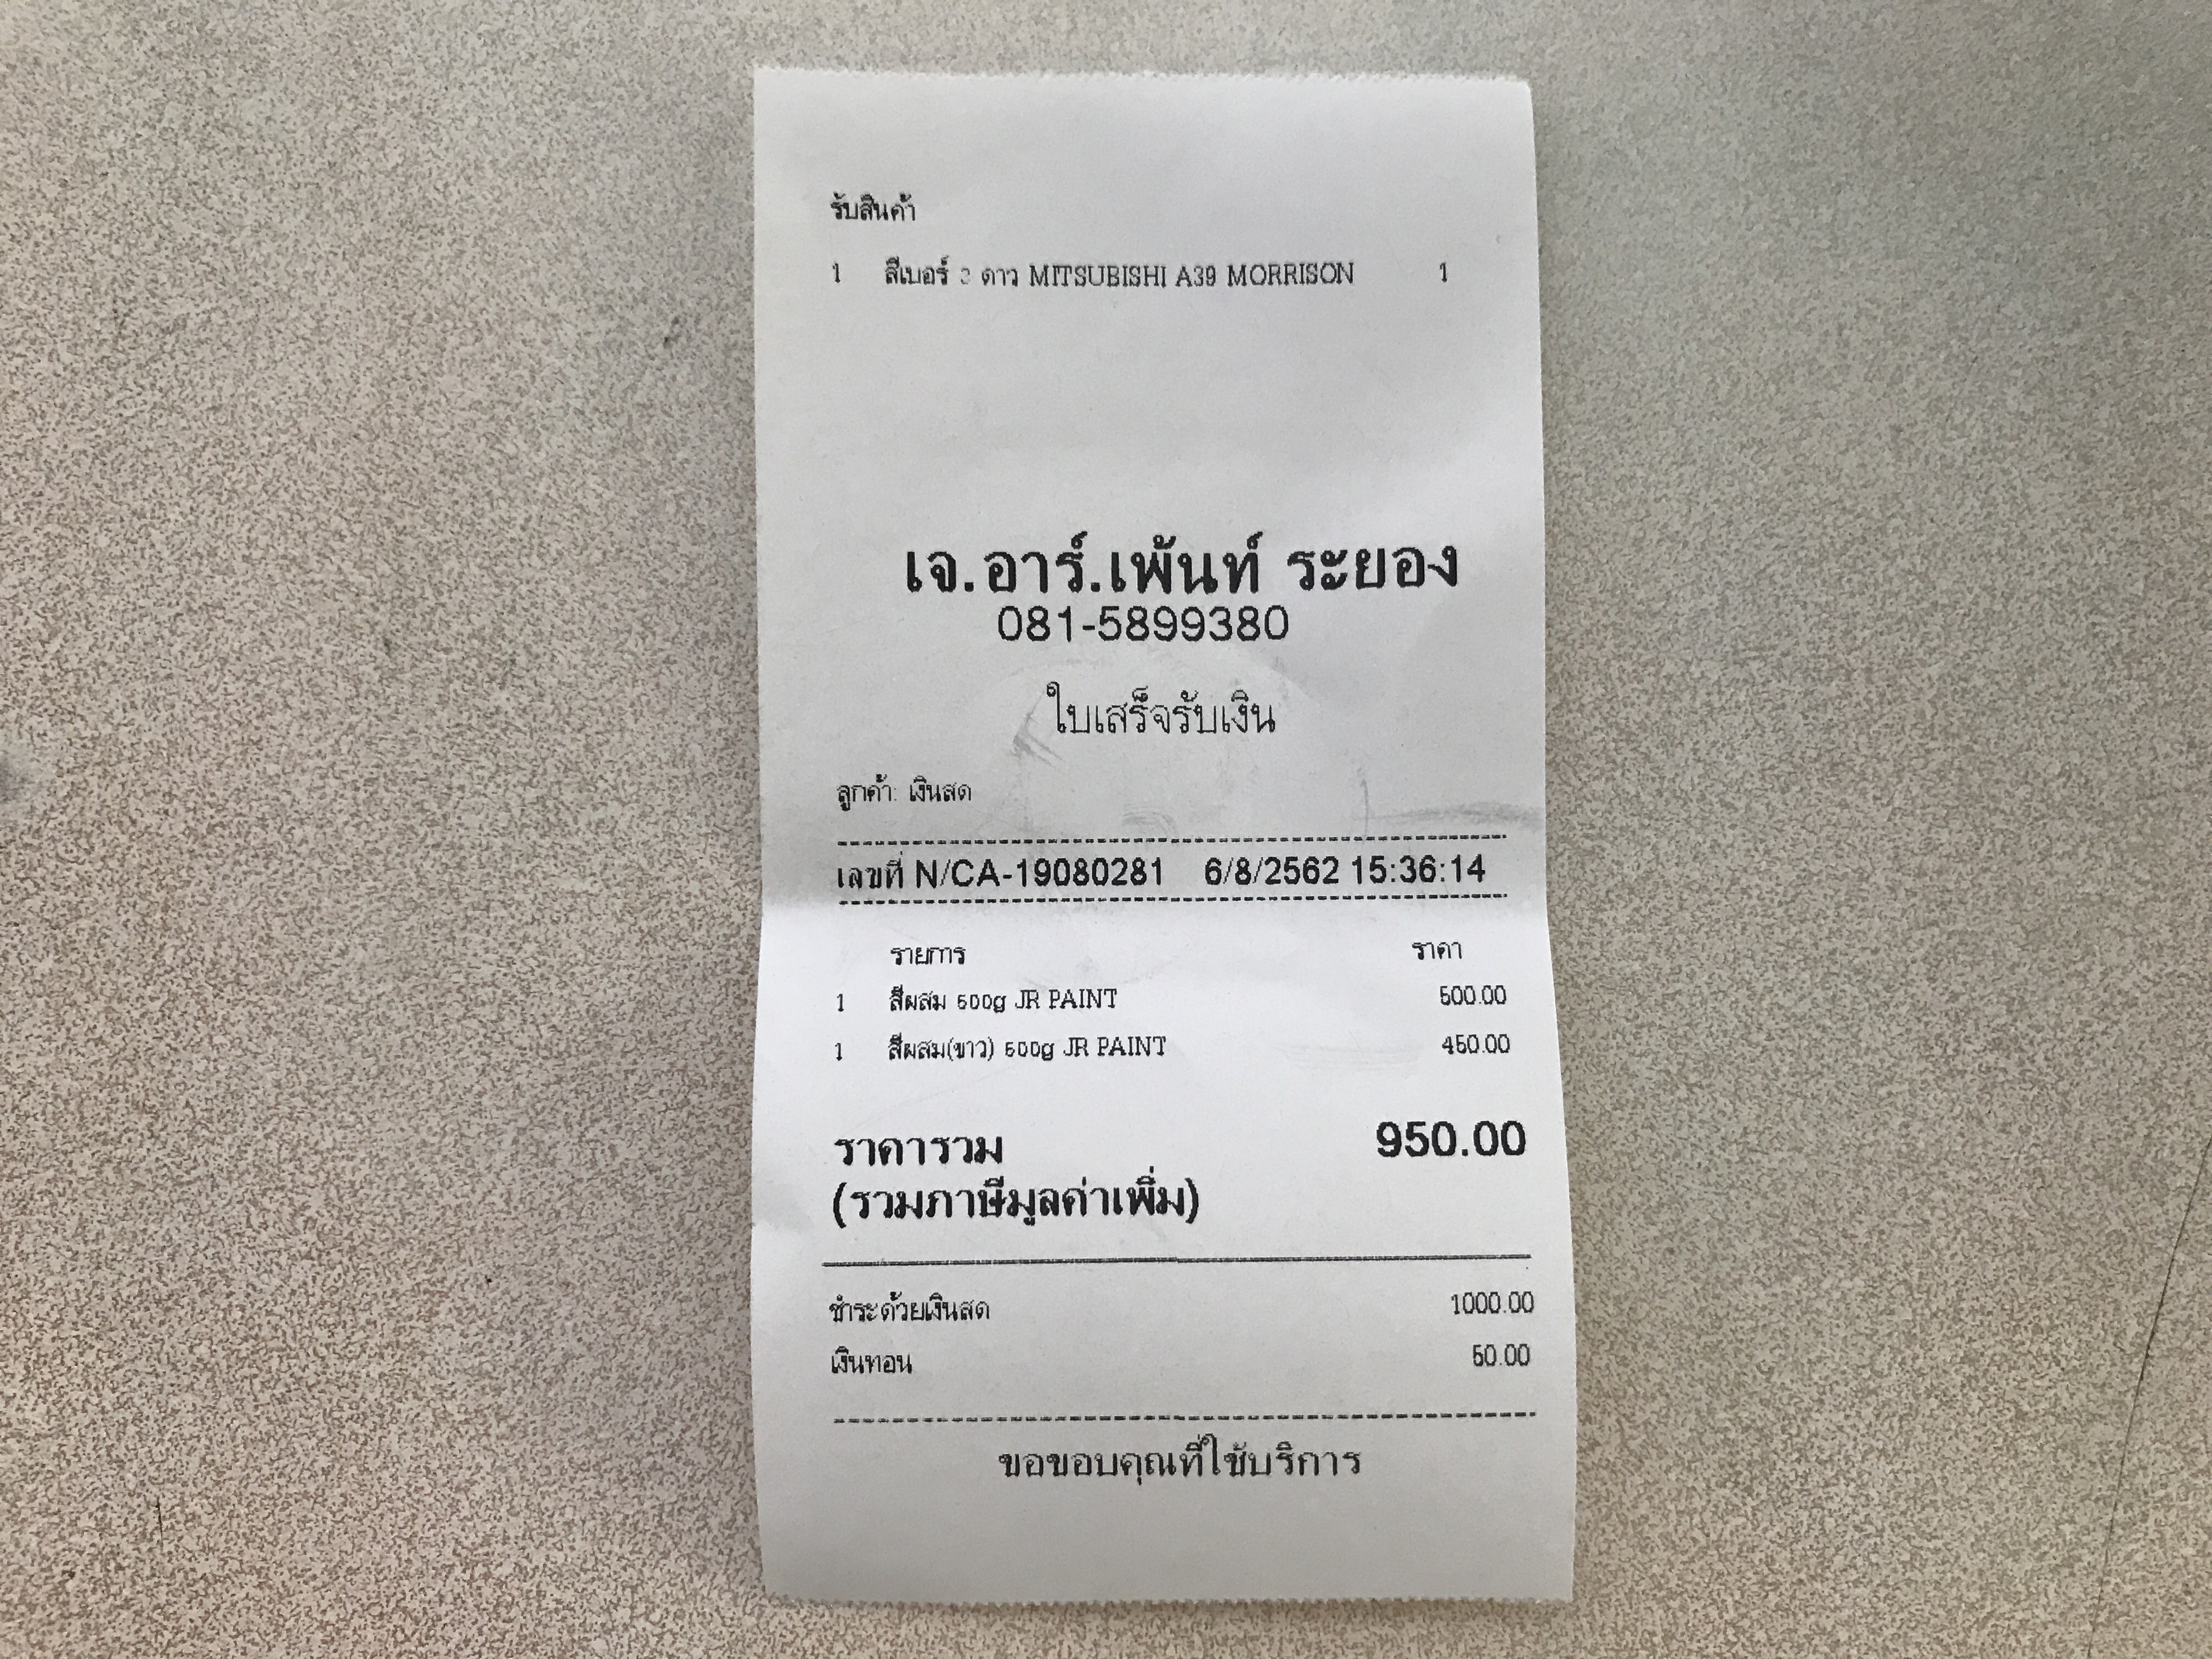 รับสินค้า
1 สีเบอร์ 3 ดาว MITSUBISHI A39 MORRISON 1
เจ.อาร์.เพ้นท์ ระยอง
081-5899380
ใบเสร็จรับเงิน
ลูกค้า: เงินสด
เลขที่ N/CA-19080281 6/8/2562 15:36:14
รายการ ราคา
1 สีผสม 500g JR PAINT 500.00
1 สีผสม(ขาว) 500g JR PAINT 450.00
ราคารวม 950.00
(รวมภาษีมูลค่าเพิ่ม)
ชำระด้วยเงินสด 1000.00
เงินทอน 50.00
ขอขอบคุณที่ใช้บริการ